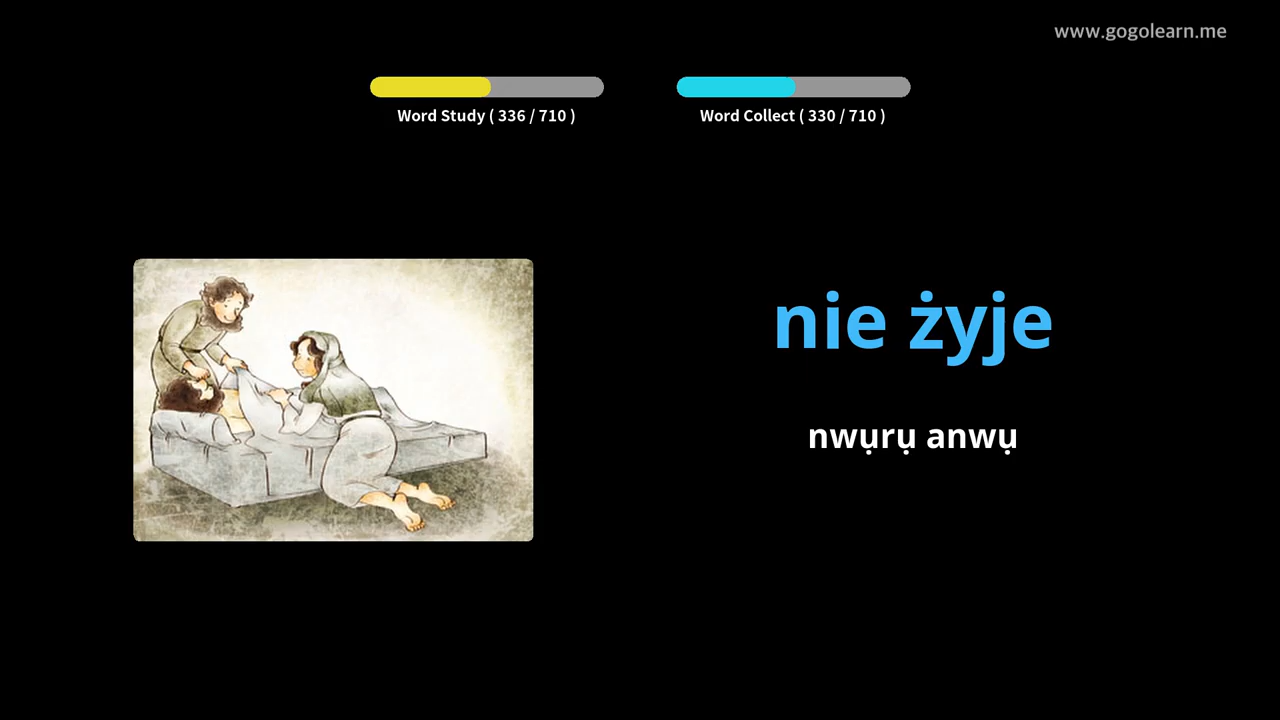 www.gogolearn.me
Word Study ( 336 / 710 )
Word Collect ( 330 / 710 )
nie żyje
nwụrụ anwụ